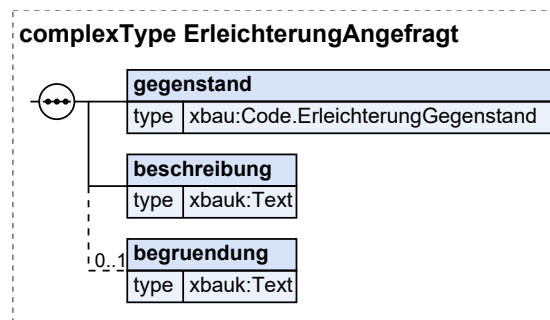 complexType ErleichterungAngefragt
gegenstand
type xbau:Code.ErleichterungGegenstand
beschreibung
type xbauk:Text
0..1
begruendung
type xbauk:Text